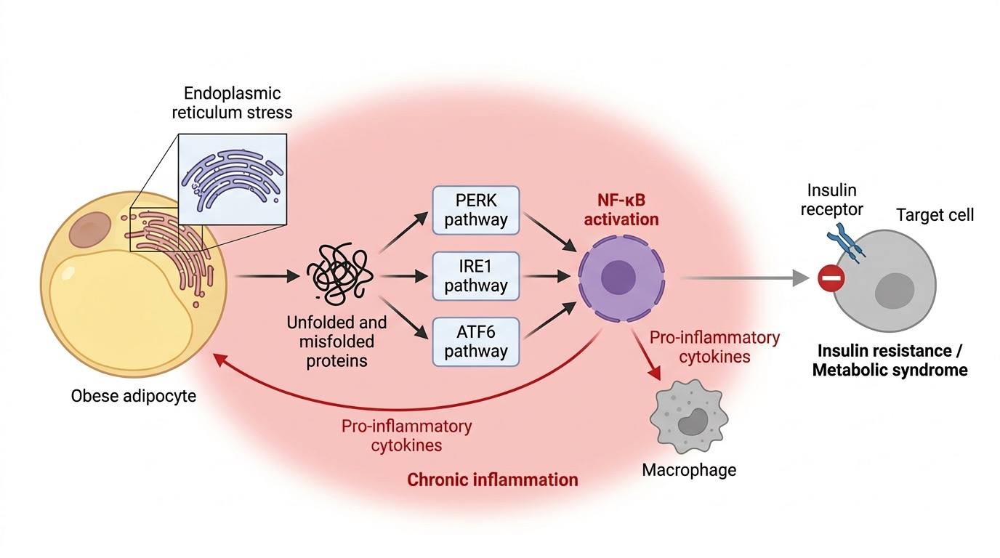 Endoplasmic
reticulum stress
Obese adipocyte
Unfolded and
misfolded
proteins
PERK
pathway
IRE1
pathway
ATF6
pathway
NF-κB
activation
Pro-inflammatory
cytokines
Pro-inflammatory
cytokines
Macrophage
Chronic inflammation
Insulin
receptor
Target cell
Insulin resistance /
Metabolic syndrome